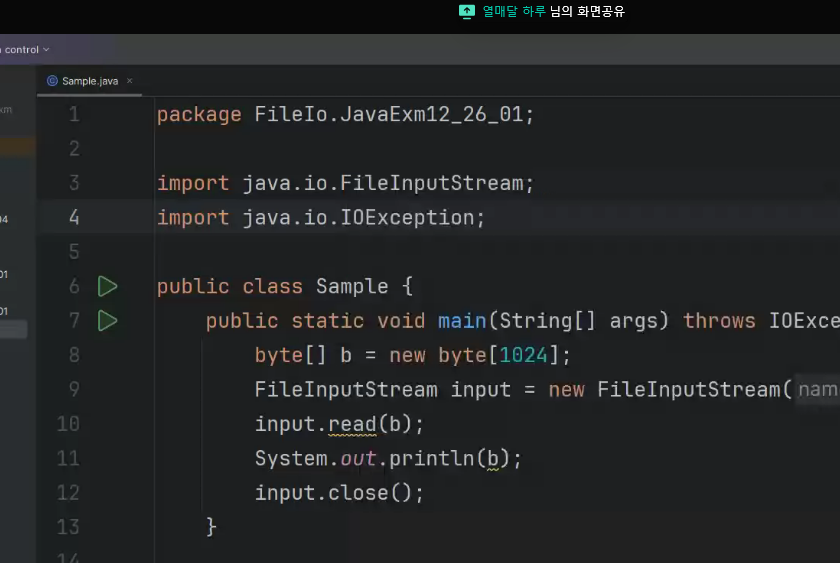 열매달 하루 님의 화면공유
control
Sample.java
1 package FileIo.JavaExm12_26_01;
2
3 import java.io.FileInputStream;
4 import java.io.IOException;
5
6 public class Sample {
7 public static void main(String[] args) throws IOExce
8 byte[] b = new byte[1024];
9 FileInputStream input = new FileInputStream( nam
10 input.read(b);
11 System.out.println(b);
12 input.close();
13 }
14